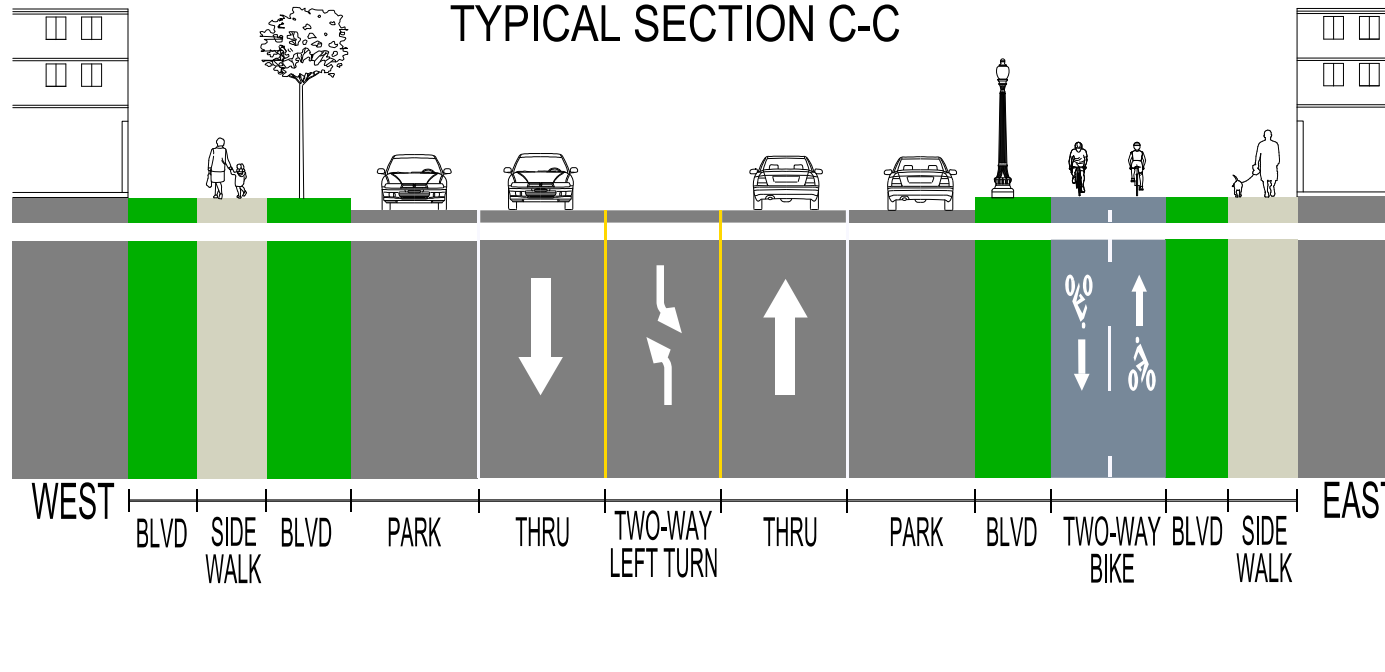 TYPICAL SECTION C-C
WEST
EAST
BLVD
SIDE
WALK
BLVD
PARK
THRU
TWO-WAY
LEFT TURN
THRU
PARK
BLVD
TWO-WAY
BIKE
BLVD
SIDE
WALK